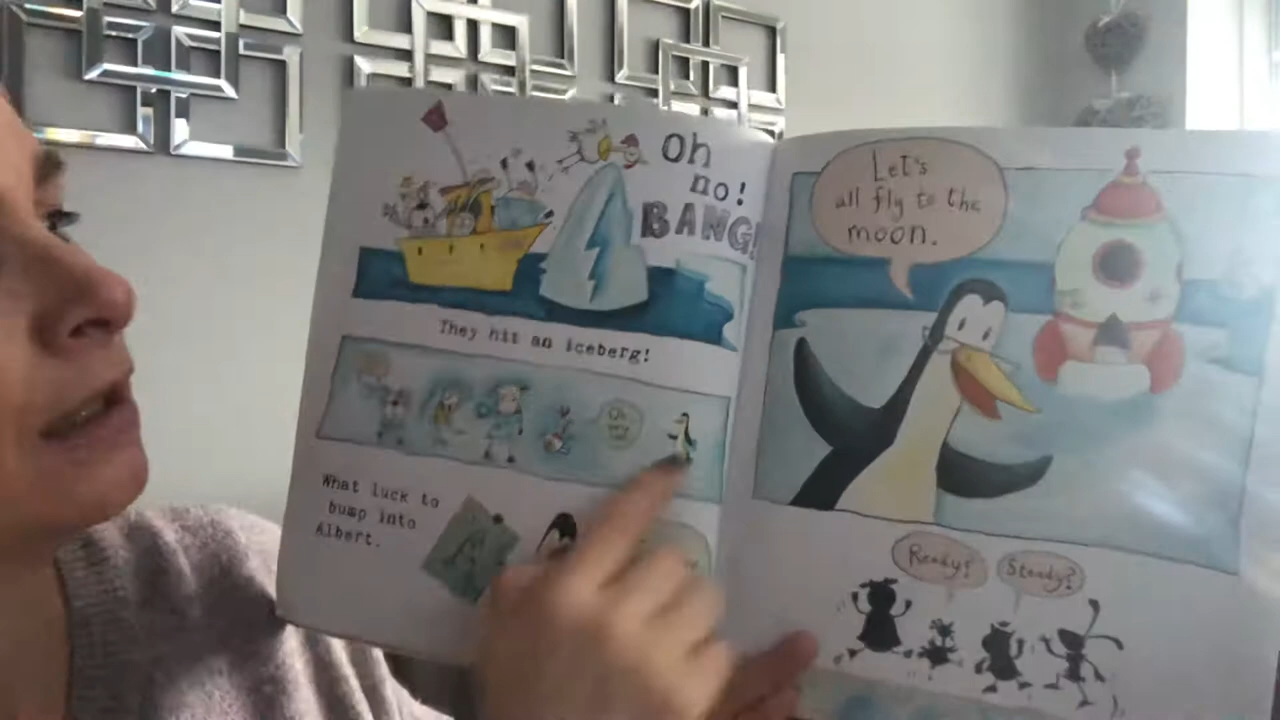 Oh
no!
BANG!
They hit an iceberg!
Oh
What luck to
bump into
Albert.
Let's
all fly to the
moon.
Ready?
Steady?